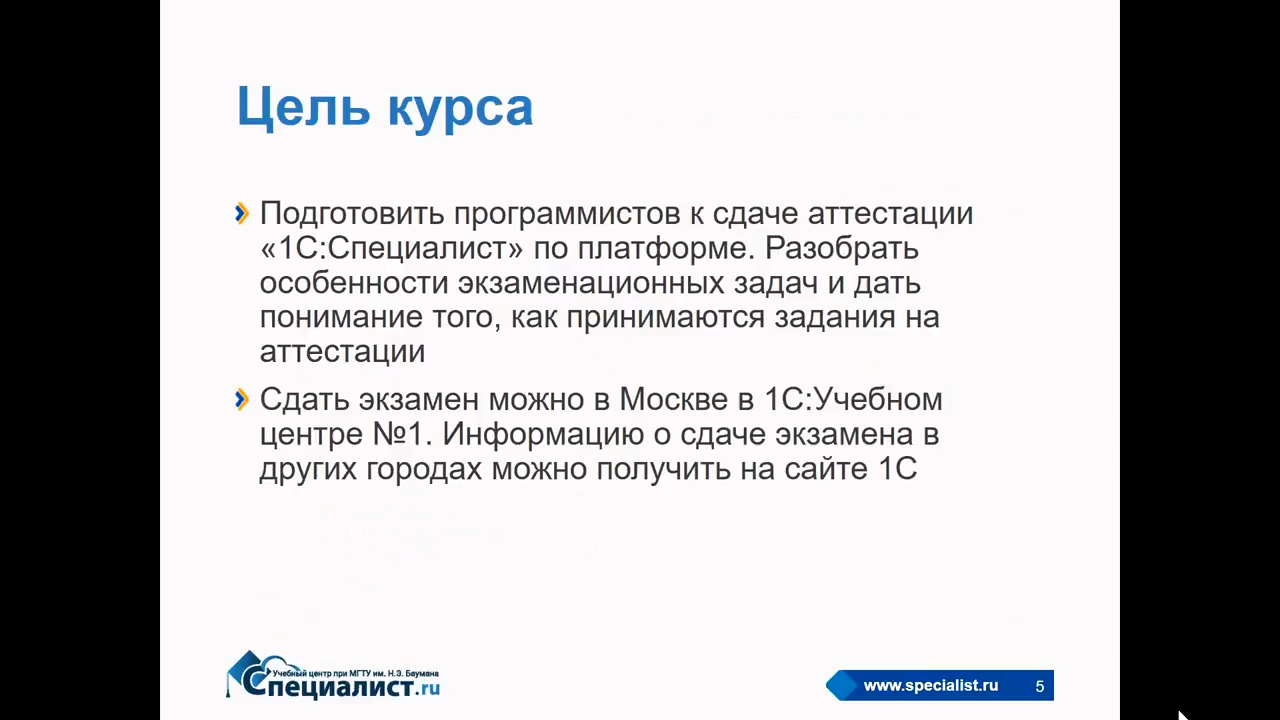 Цель курса
Подготовить программистов к сдаче аттестации
«1С:Специалист» по платформе. Разобрать
особенности экзаменационных задач и дать
понимание того, как принимаются задания на
аттестации
Сдать экзамен можно в Москве в 1С:Учебном
центре №1. Информацию о сдаче экзамена в
других городах можно получить на сайте 1С
Учебный центр при МГТУ им. Н.Э. Баумана
Специалист.ru
www.specialist.ru 5